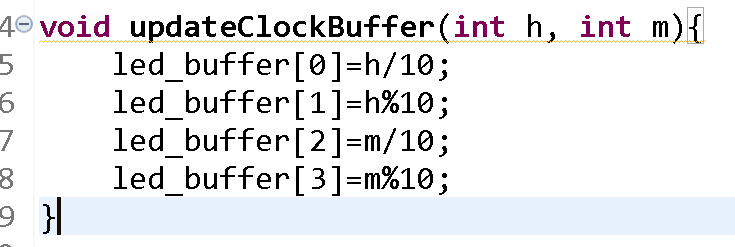 4 void updateClockBuffer(int h, int m){
5 led_buffer[0]=h/10;
6 led_buffer[1]=h%10;
7 led_buffer[2]=m/10;
8 led_buffer[3]=m%10;
9 }